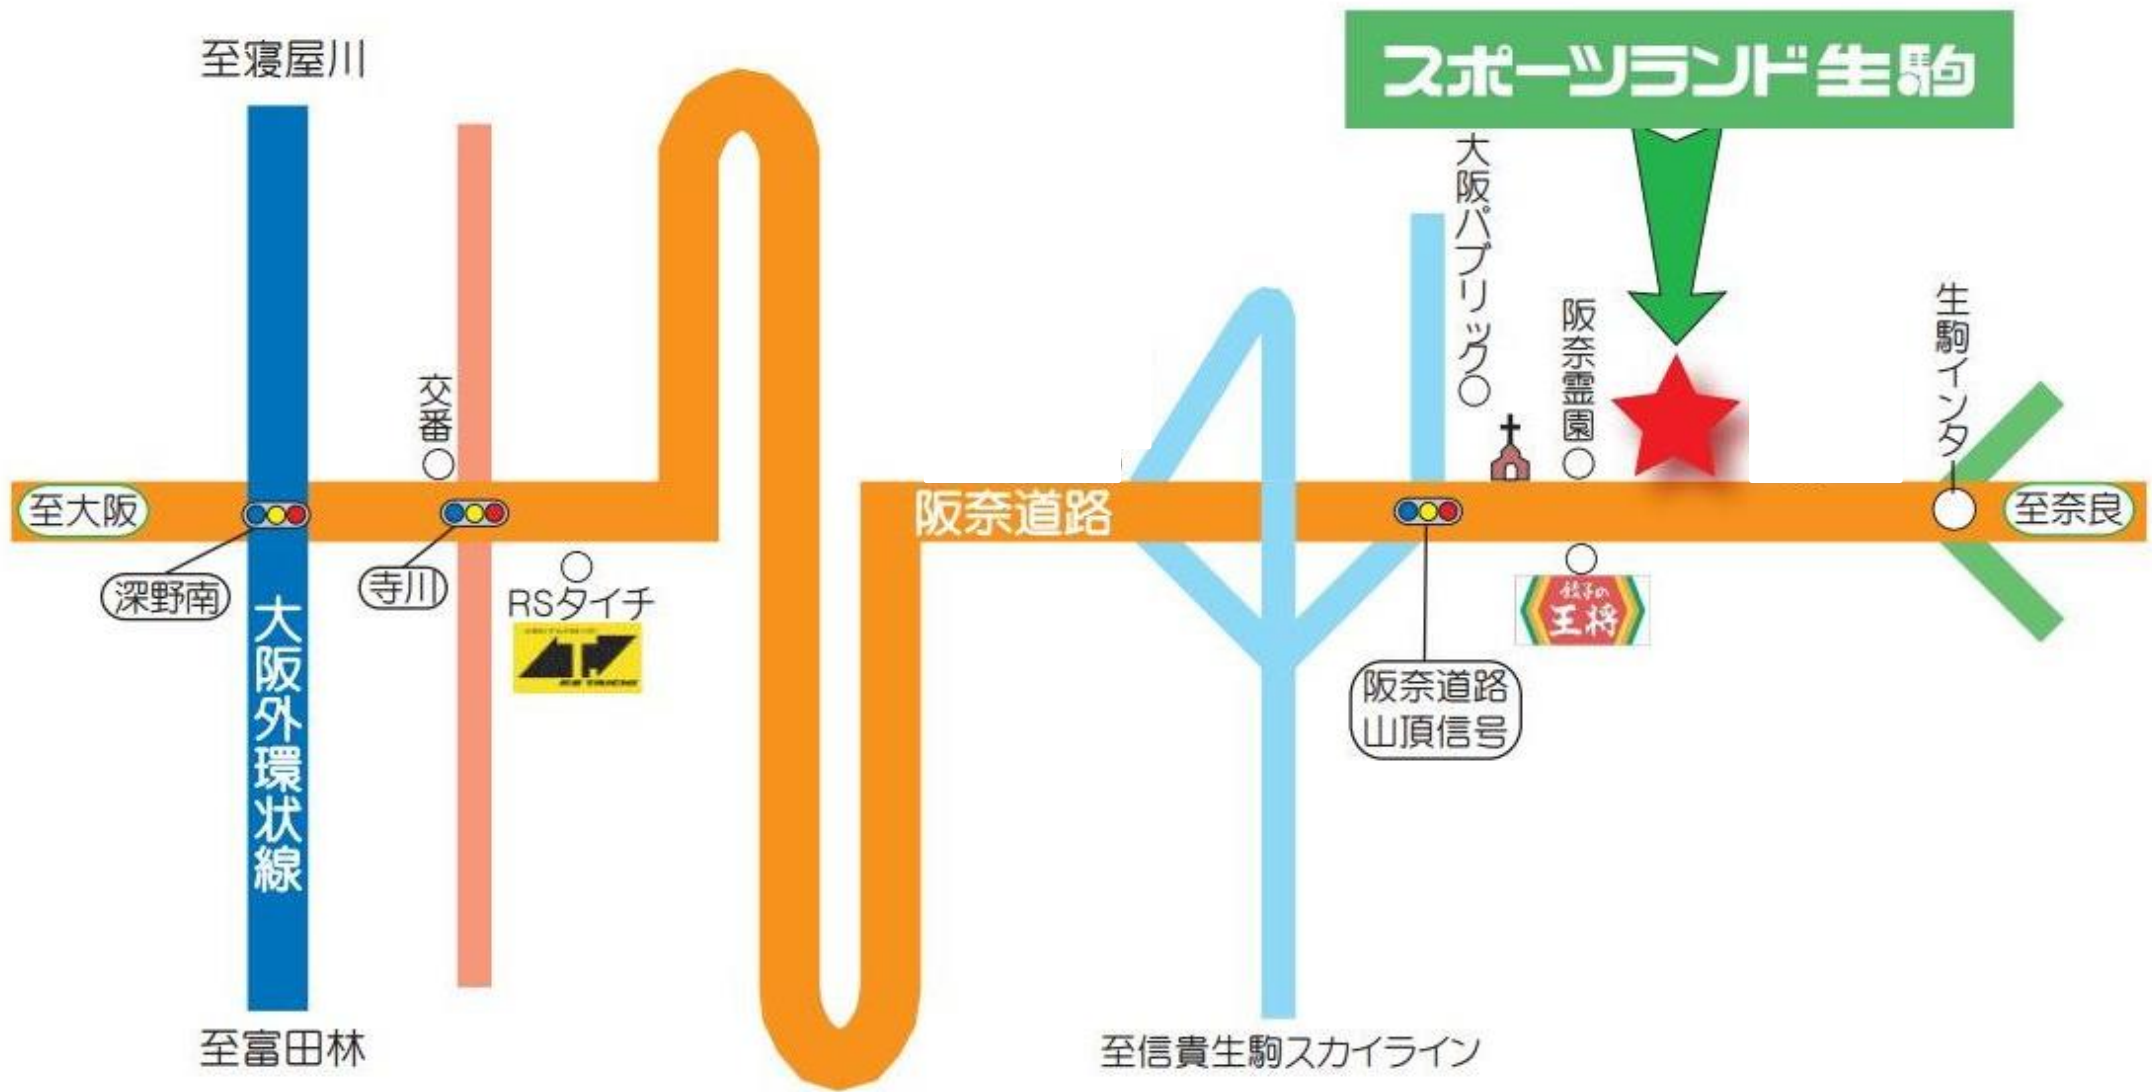 至寝屋川
スポーツランド生駒
大阪パブリック
阪奈霊園
生駒インター
交番
至大阪
阪奈道路
至奈良
深野南
寺川
RSタイチ
RS TAICHI
餃子の
王将
大阪外環状線
阪奈道路
山頂信号
至富田林
至信貴生駒スカイライン